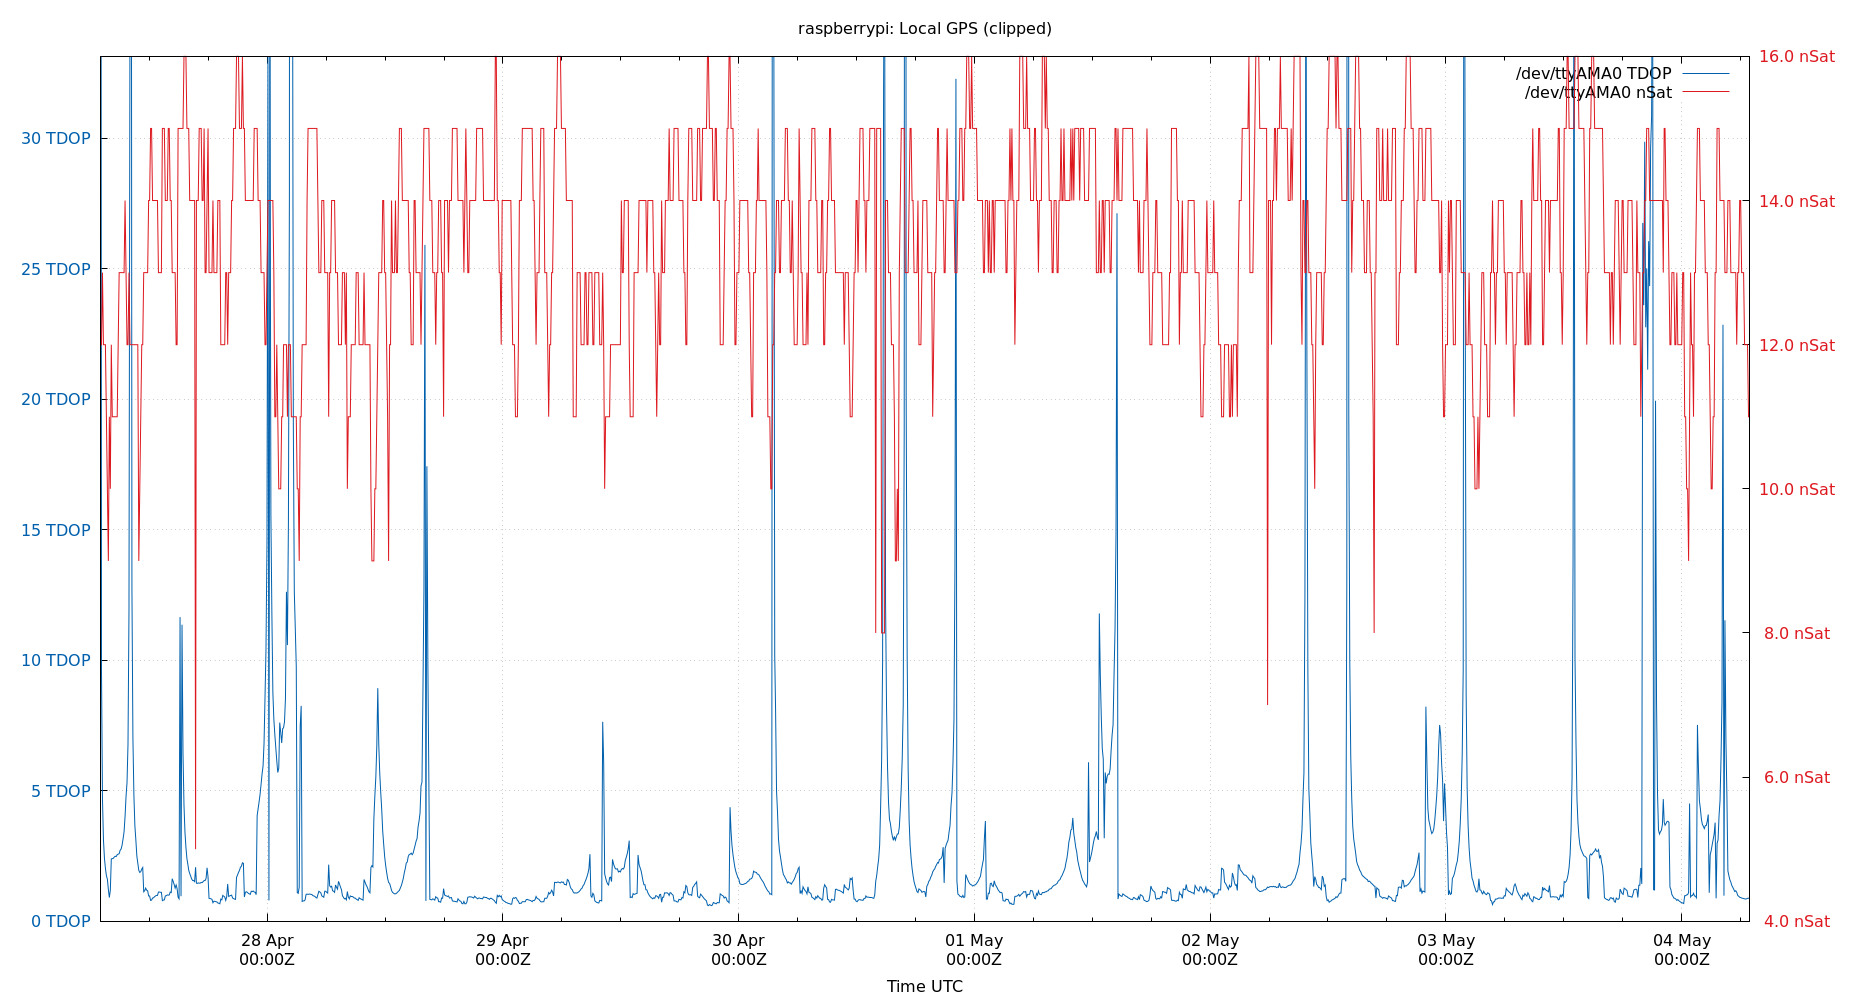 raspberrypi: Local GPS (clipped)
16.0 nSat
/dev/ttyAMA0 TDOP
/dev/ttyAMA0 nSat
30 TDOP
14.0 nSat
25 TDOP
12.0 nSat
20 TDOP
10.0 nSat
15 TDOP
10 TDOP
8.0 nSat
5 TDOP
6.0 nSat
0 TDOP
4.0 nSat
28 Apr
00:00Z
29 Apr
00:00Z
30 Apr
00:00Z
01 May
00:00Z
02 May
00:00Z
03 May
00:00Z
04 May
00:00Z
Time UTC